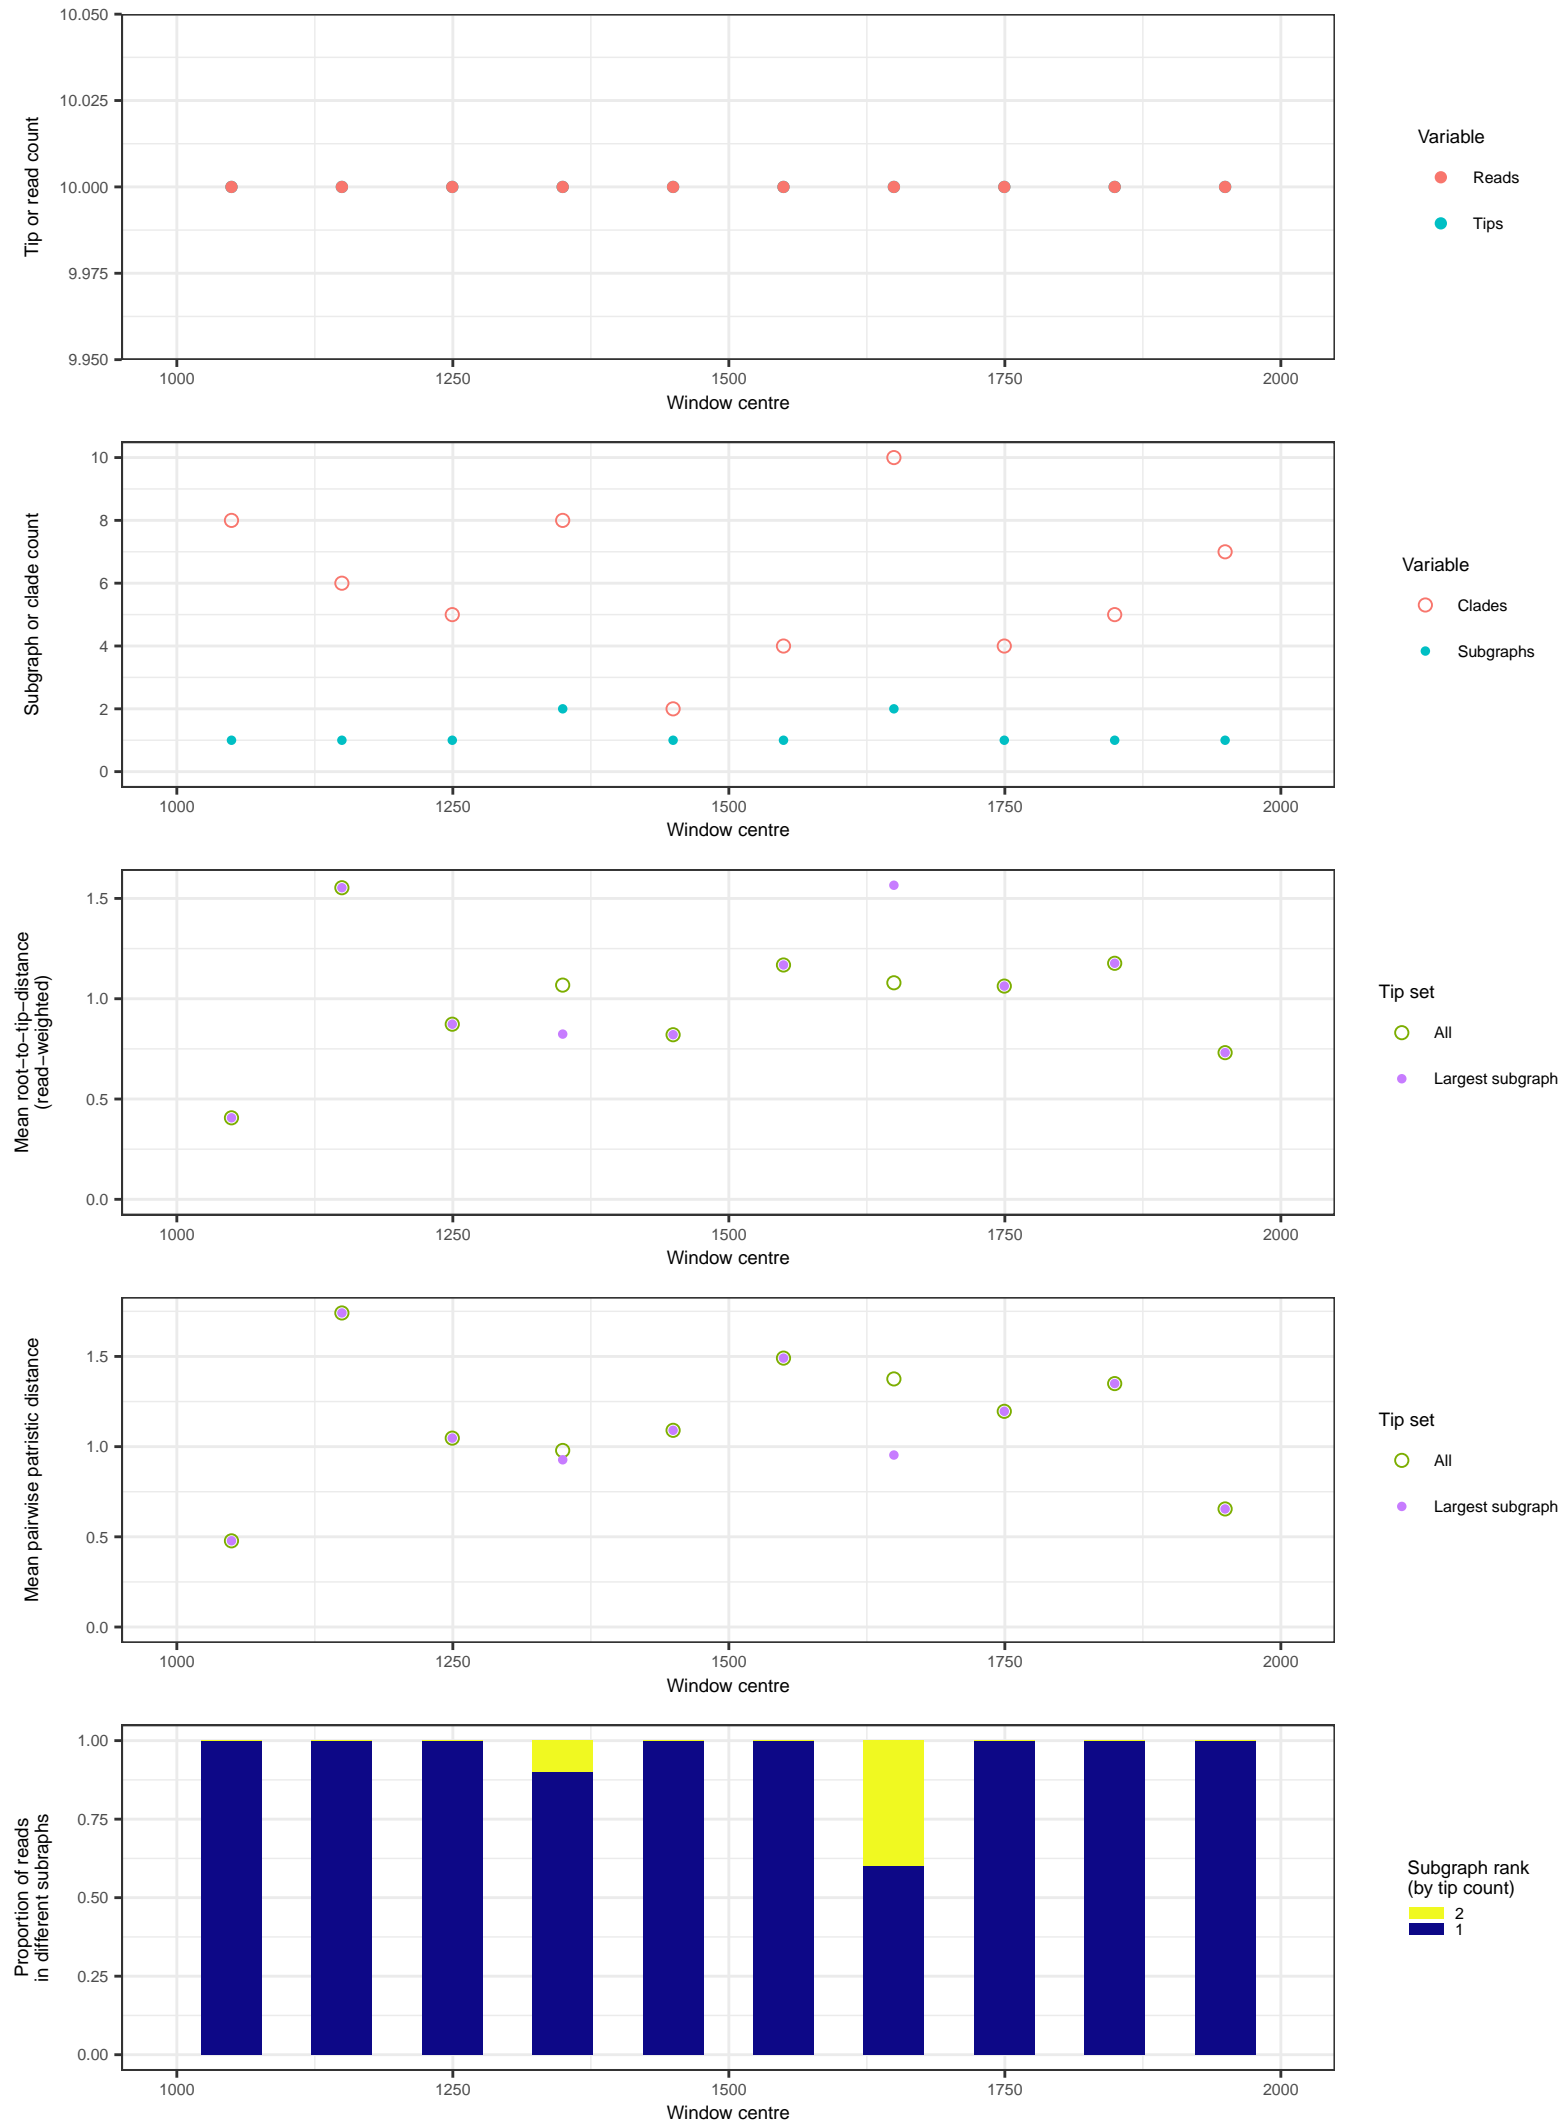 10.050
10.025
10.000
9.975
9.950
Tip or read count
1000 1250 1500 1750 2000
Window centre
Variable
Reads
Tips
10
8
6
4
2
0
Subgraph or clade count
1000 1250 1500 1750 2000
Window centre
Variable
Clades
Subgraphs
1.5
1.0
0.5
0.0
Mean root−to−tip−distance
(read−weighted)
1000 1250 1500 1750 2000
Window centre
Tip set
All
Largest subgraph
1.5
1.0
0.5
0.0
Mean pairwise patristic distance
1000 1250 1500 1750 2000
Window centre
Tip set
All
Largest subgraph
1.00
0.75
0.50
0.25
0.00
Proportion of reads
in different subraphs
1000 1250 1500 1750 2000
Window centre
Subgraph rank
(by tip count)
2
1